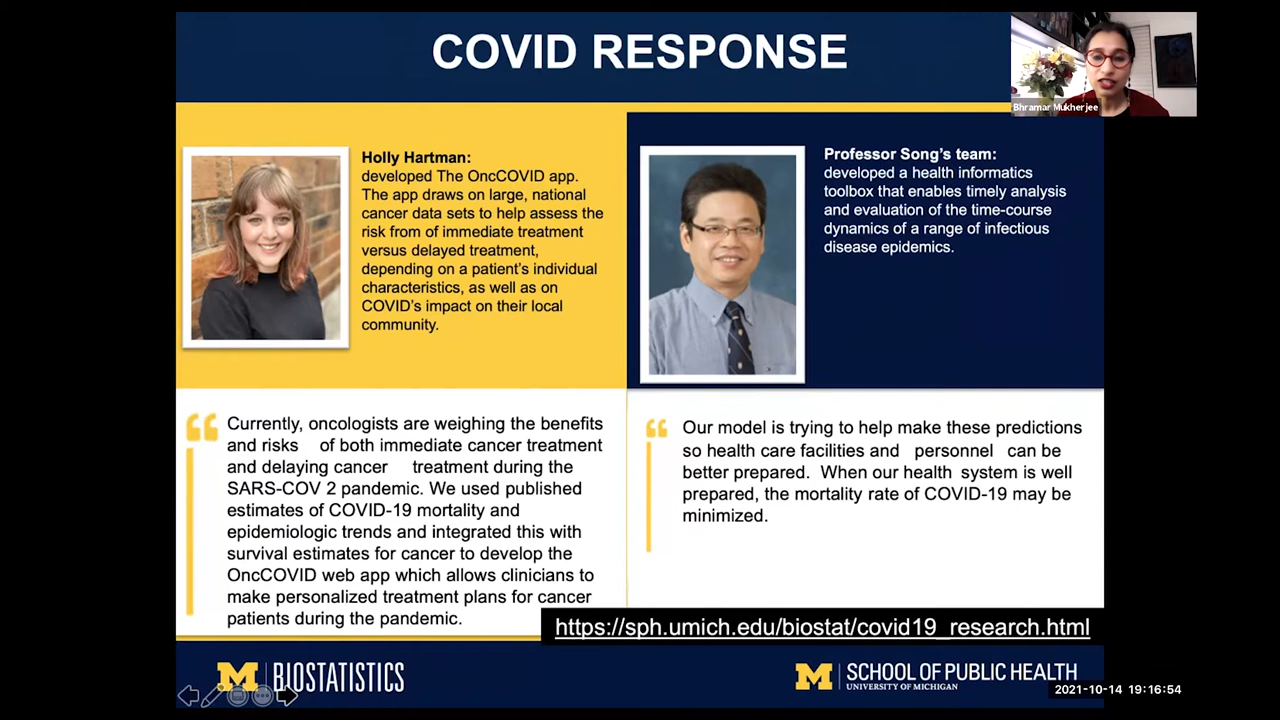 COVID RESPONSE
Bhramar Mukherjee
Holly Hartman:
developed The OncCOVID app.
The app draws on large, national
cancer data sets to help assess the
risk from of immediate treatment
versus delayed treatment,
depending on a patient's individual
characteristics, as well as on
COVID's impact on their local
community.
Professor Song's team:
developed a health informatics
toolbox that enables timely analysis
and evaluation of the time-course
dynamics of a range of infectious
disease epidemics.
Currently, oncologists are weighing the benefits
and risks of both immediate cancer treatment
and delaying cancer treatment during the
SARS-COV 2 pandemic. We used published
estimates of COVID-19 mortality and
epidemiologic trends and integrated this with
survival estimates for cancer to develop the
OncCOVID web app which allows clinicians to
make personalized treatment plans for cancer
patients during the pandemic.
Our model is trying to help make these predictions
so health care facilities and personnel can be
better prepared. When our health system is well
prepared, the mortality rate of COVID-19 may be
minimized.
https://sph.umich.edu/biostat/covid19_research.html
M BIOSTATISTICS
M SCHOOL OF PUBLIC HEALTH
UNIVERSITY OF MICHIGAN
2021-10-14 19:16:54